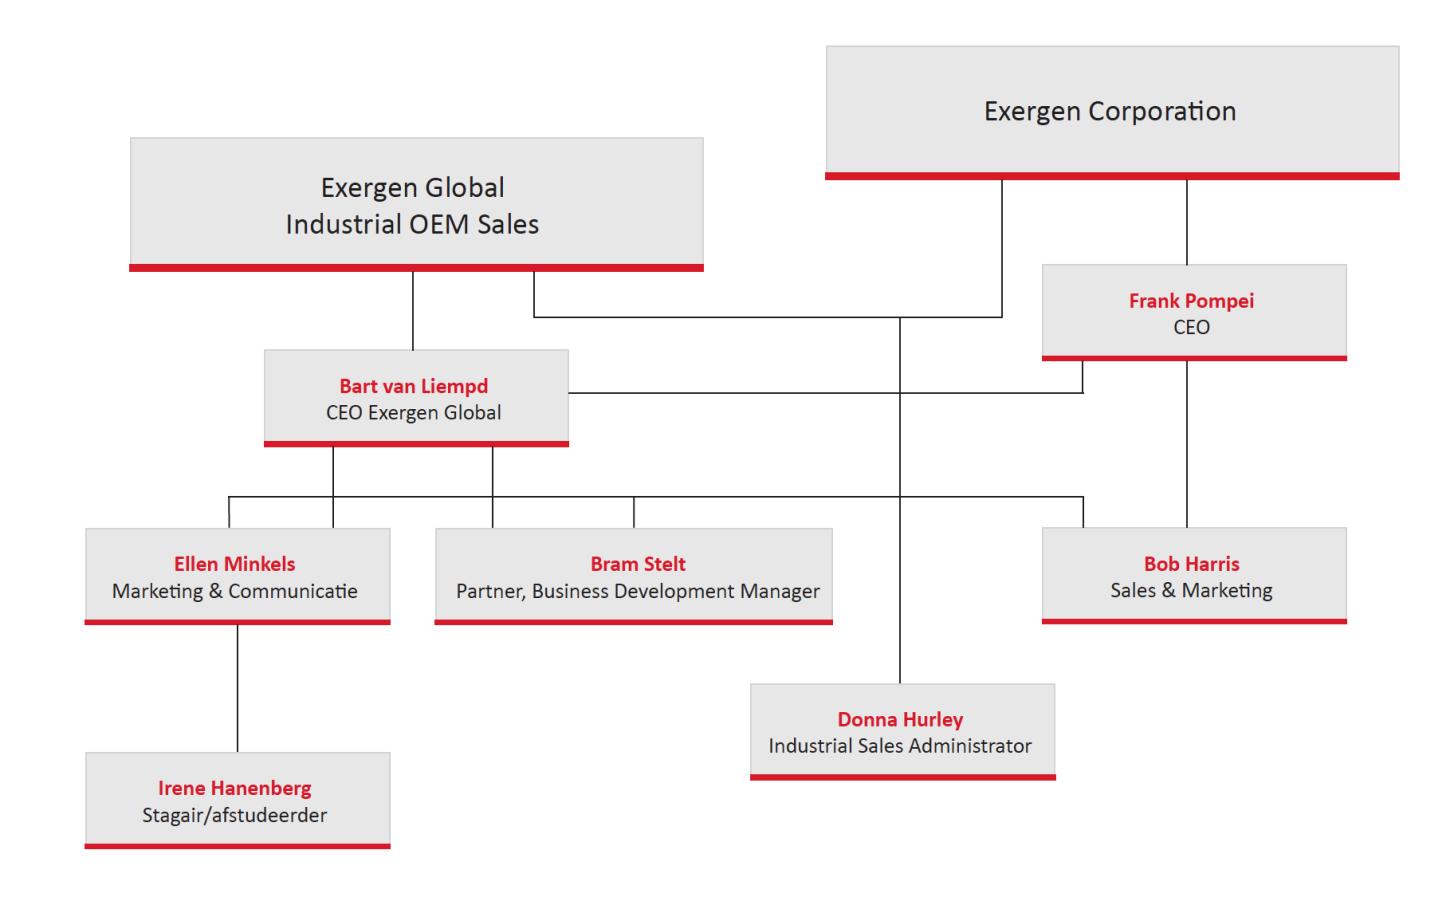 Exergen Corporation
Exergen Global
Industrial OEM Sales
Frank Pompei
CEO
Bart van Liempd
CEO Exergen Global
Ellen Minkels
Marketing & Communicatie
Bram Stelt
Partner, Business Development Manager
Bob Harris
Sales & Marketing
Donna Hurley
Industrial Sales Administrator
Irene Hanenberg
Stagair/afstudeerder